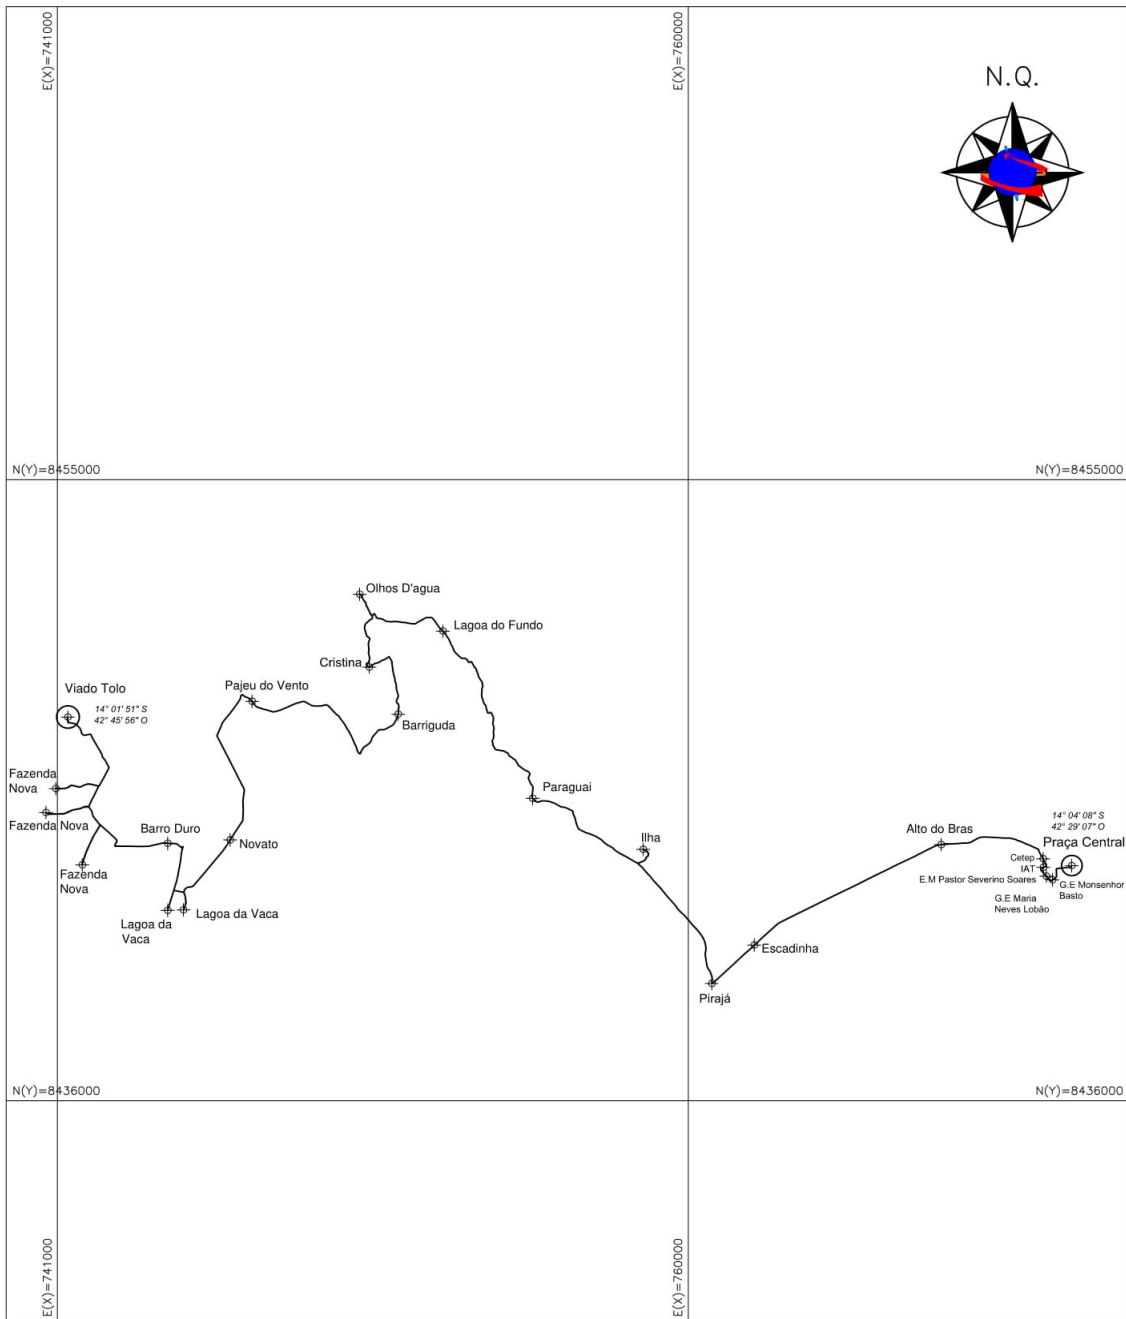 E(X)=741000
E(X)=760000
N.Q.
N(Y)=8455000
N(Y)=8455000
Olhos D'agua
Lagoa do Fundo
Cristina
Pajeu do Vento
Viado Tolo
14° 01' 51" S
42° 45' 56" O
Barriguda
Fazenda
Nova
Paraguai
Fazenda Nova
Barro Duro
Novato
Ilha
Alto do Bras
14° 04' 08" S
42° 29' 07" O
Praça Central
Cetep
IAT
E.M Pastor Severino Soares
G.E Monsenhor
Basto
G.E Maria
Neves Lobão
Fazenda
Nova
Lagoa da
Vaca
Lagoa da Vaca
Escadinha
Pirajá
N(Y)=8436000
N(Y)=8436000
E(X)=741000
E(X)=760000